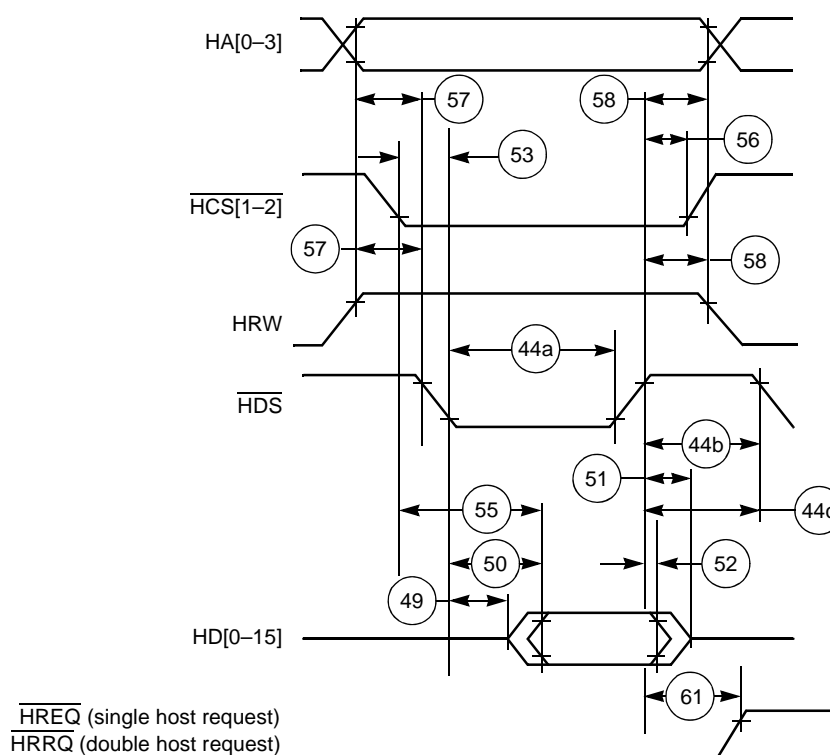 HA[0–3]
57
58
56
53
HCS[1–2]
57
58
HRW
44a
HDS
44b
51
55
50
52
49
HD[0–15]
61
HREQ (single host request)
HRRQ (double host request)